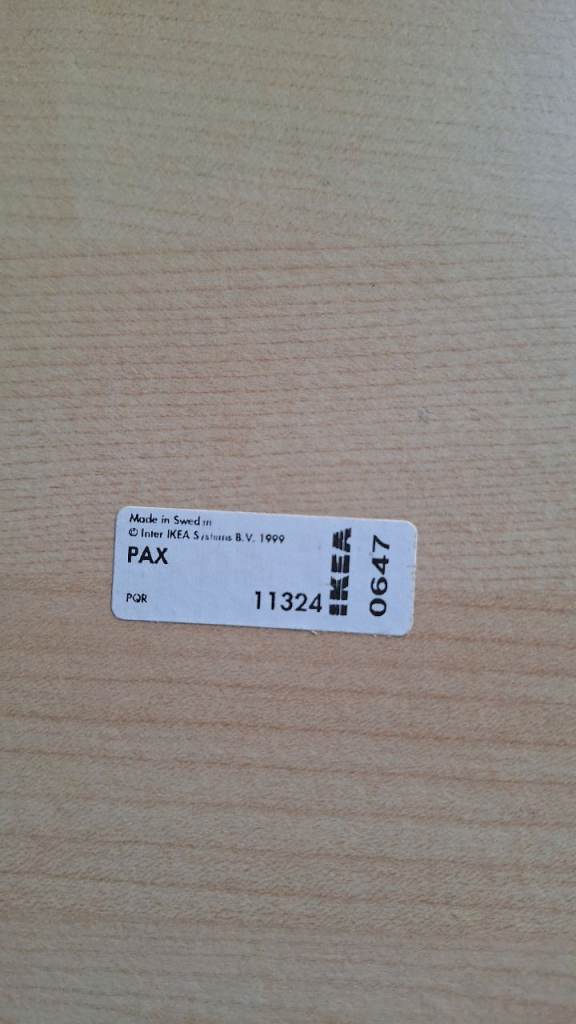 Made in Sweden
© Inter IKEA Systems B.V. 1999
PAX
PQR
11324
IKEA
0647